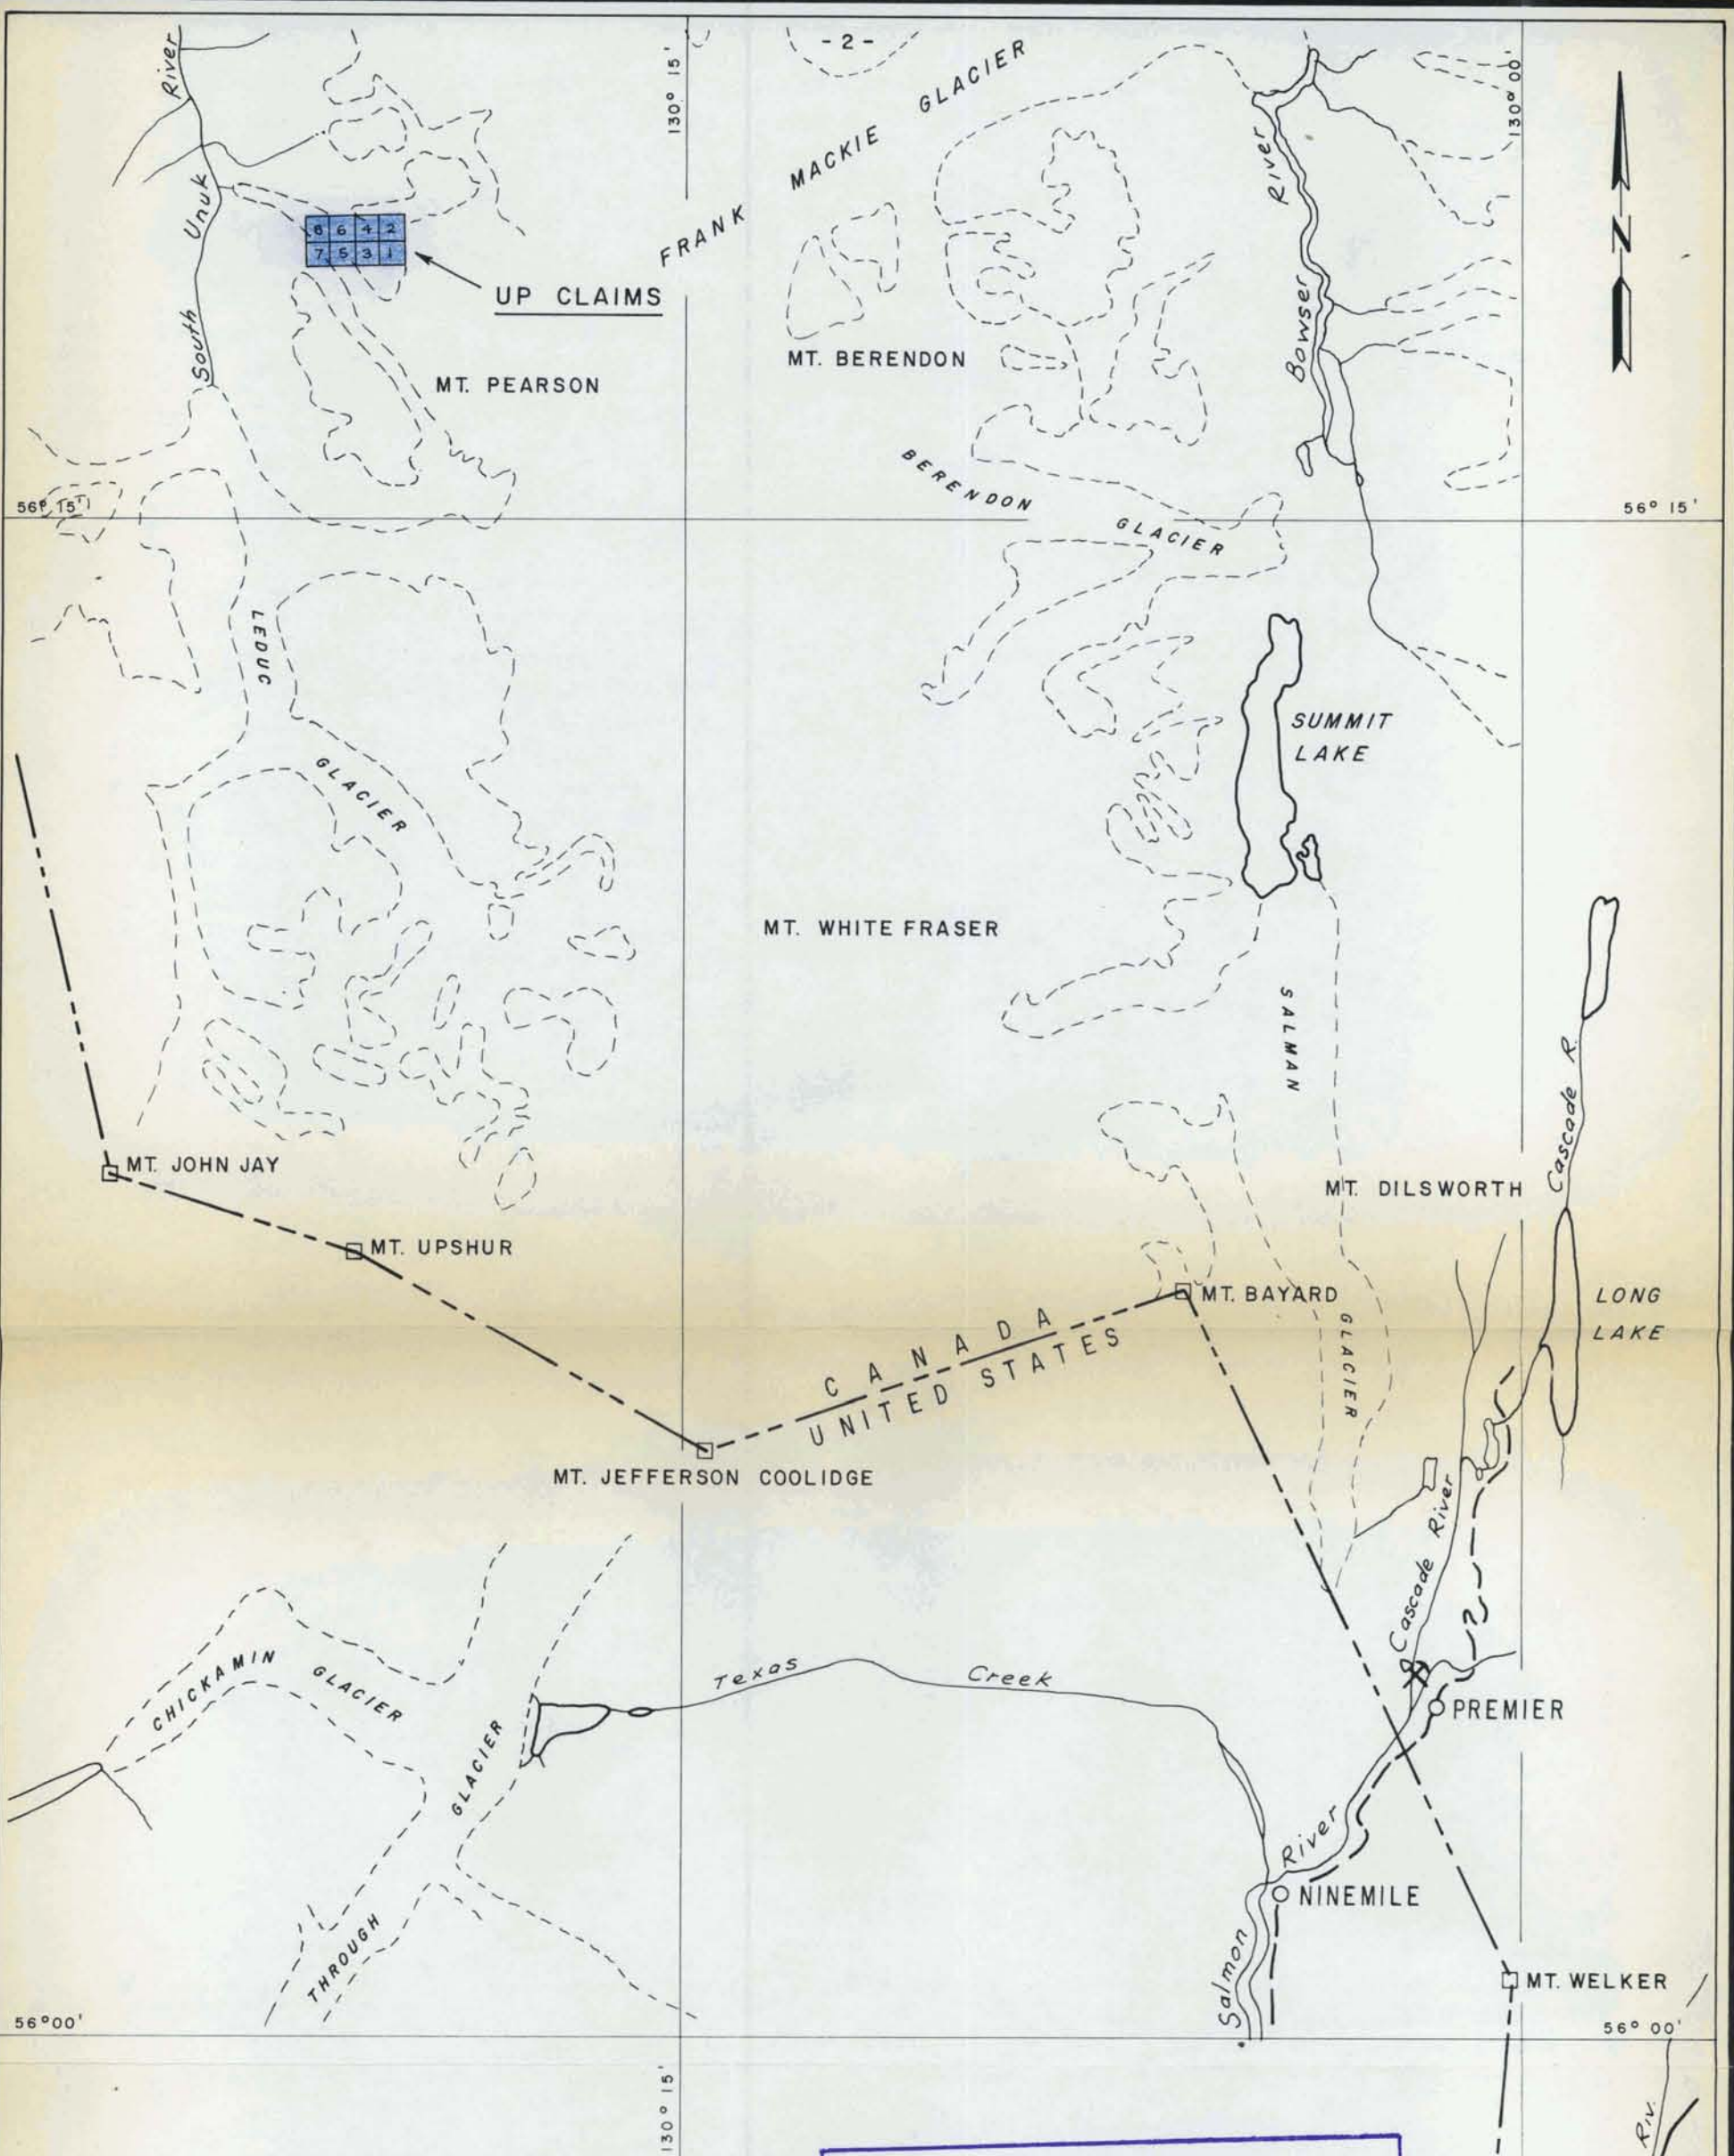 - 2 -
River
130° 15'
130° 00'
FRANK MACKIE GLACIER
River
Unuk
8 6 4 2
7 5 3 1
N
UP CLAIMS
South
Bowser
MT. BERENDON
MT. PEARSON
BERENDON GLACIER
56° 15'
56° 15'
LEDUC
GLACIER
SUMMIT
LAKE
MT. WHITE FRASER
SALMAN
GLACIER
Cascade R.
MT. JOHN JAY
MT. DILSWORTH
MT. UPSHUR
MT. BAYARD
LONG
LAKE
CANADA
UNITED STATES
MT. JEFFERSON COOLIDGE
Cascade River
CHICKAMIN GLACIER
Texas Creek
PREMIER
THROUGH GLACIER
River
NINEMILE
Salmon
MT. WELKER
56°00'
56° 00'
130° 15'
Riv.